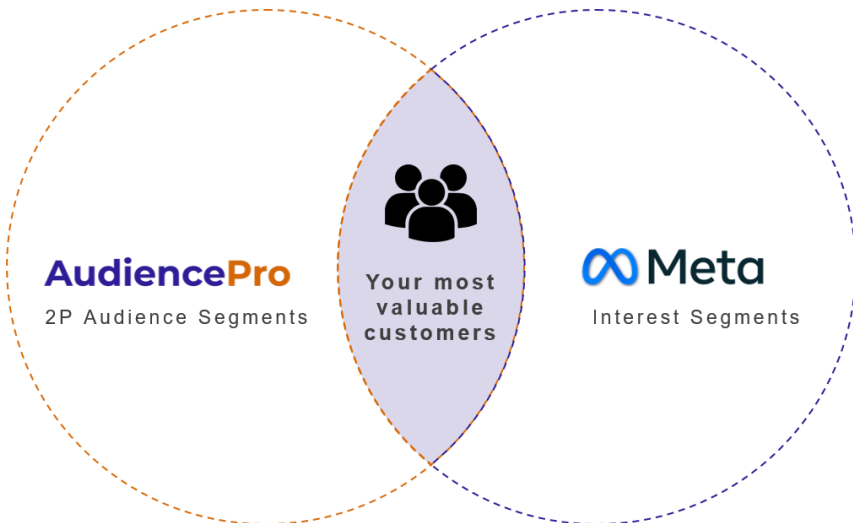 AudiencePro
2P Audience Segments
Your most
valuable
customers
Meta
Interest Segments